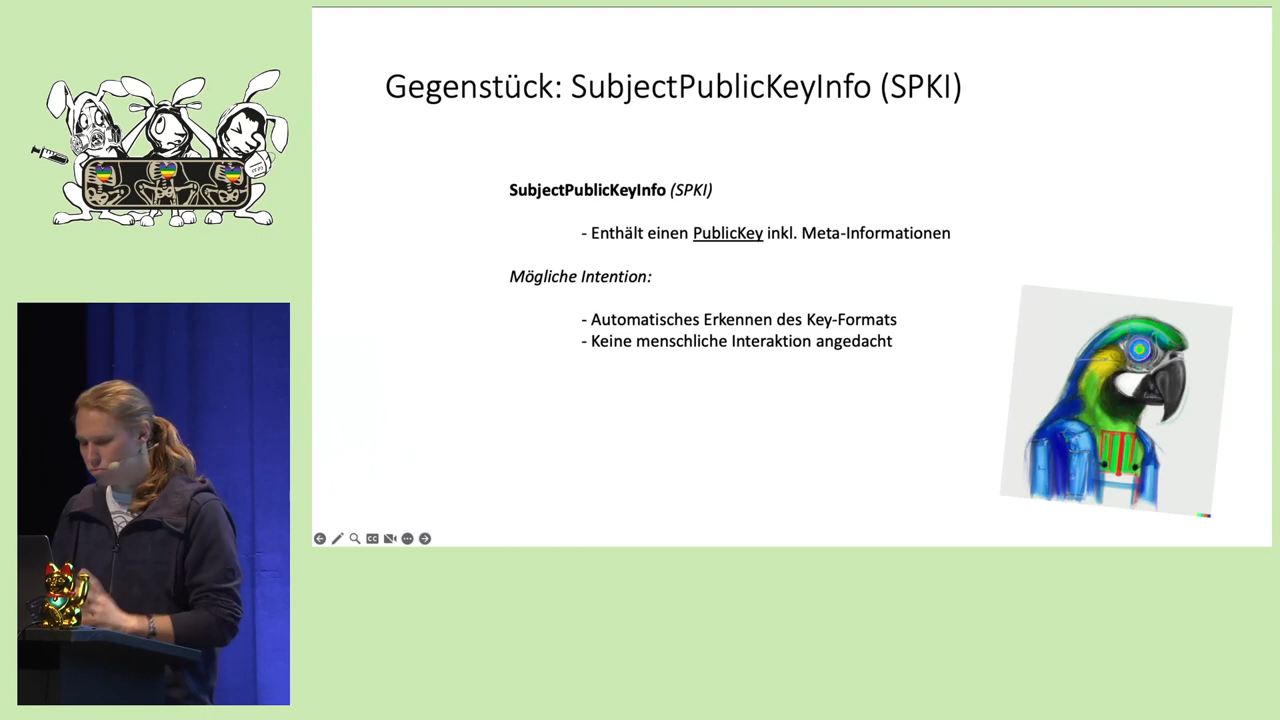 Gegenstück: SubjectPublicKeyInfo (SPKI)
SubjectPublicKeyInfo (SPKI)
- Enthält einen PublicKey inkl. Meta-Informationen
Mögliche Intention:
- Automatisches Erkennen des Key-Formats
- Keine menschliche Interaktion angedacht